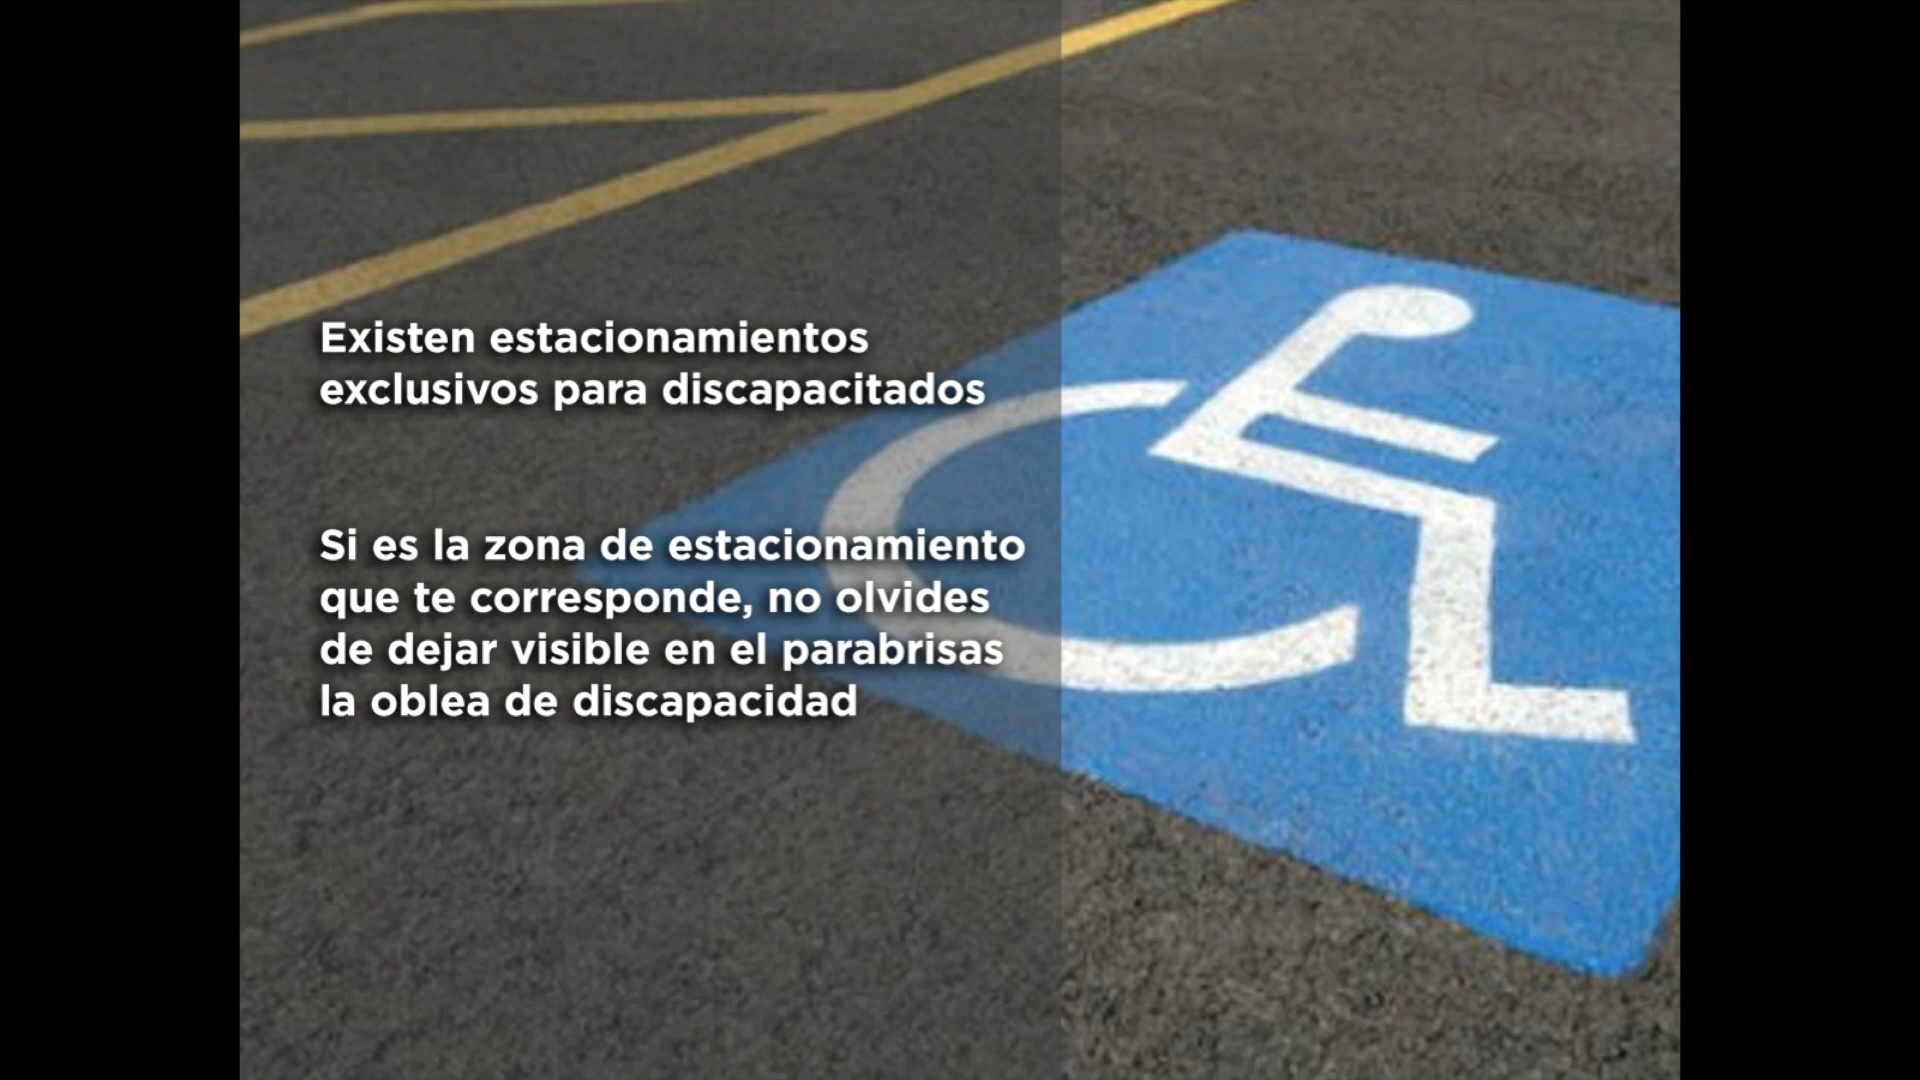 Existen estacionamientos
exclusivos para discapacitados
Si es la zona de estacionamiento
que te corresponde, no olvides
de dejar visible en el parabrisas
la oblea de discapacidad